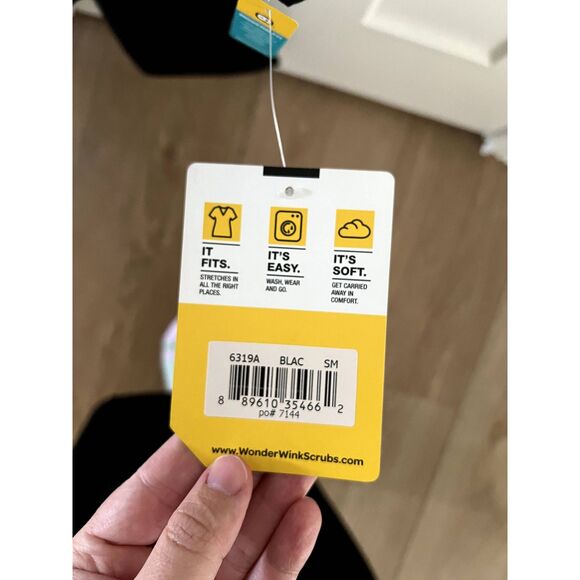 IT
FITS.
STRETCHES IN
ALL THE RIGHT
PLACES.
IT'S
EASY.
WASH, WEAR
AND GO.
IT'S
SOFT.
GET CARRIED
AWAY IN
COMFORT.
6319A BLAC SM
8 89610 35466 2
po# 7144
www.WonderWinkScrubs.com